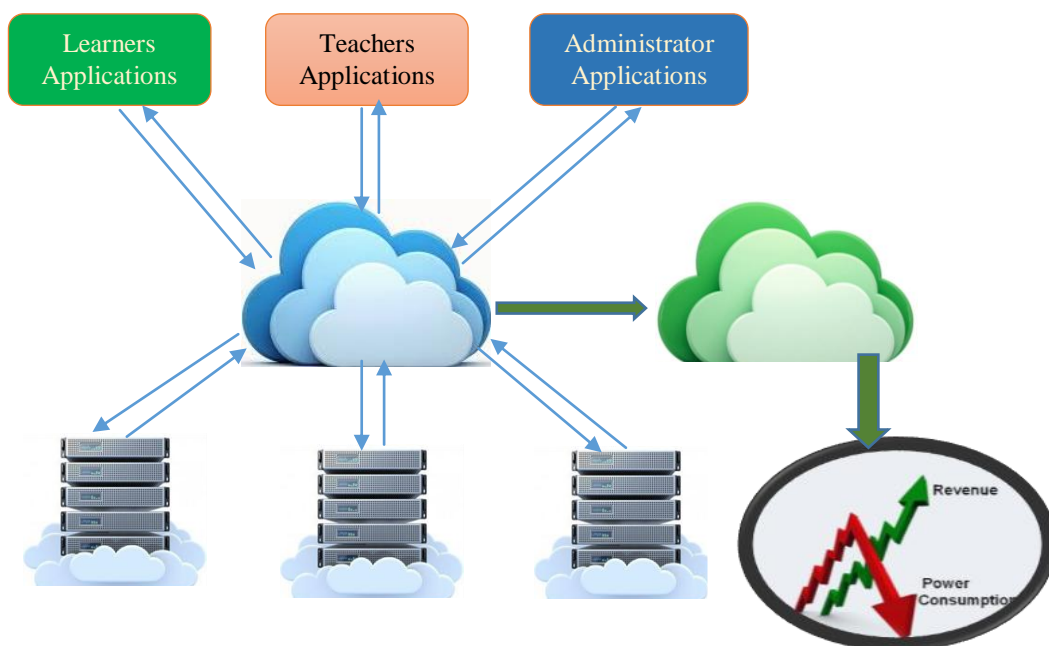 Learners
Applications
Teachers
Applications
Administrator
Applications
Revenue
Power
Consumption